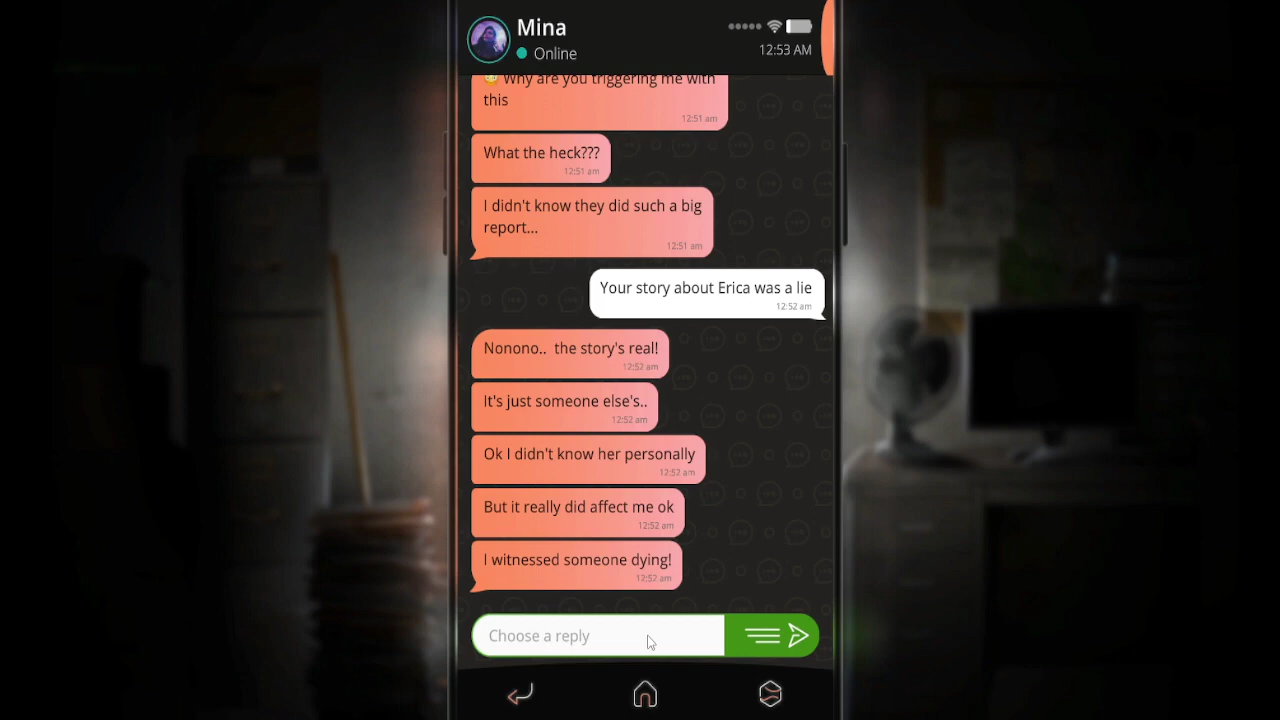 Mina
Online
12:53 AM
Why are you triggering me with
this
12:51 am
What the heck???
12:51 am
I didn't know they did such a big
report...
12:51 am
Your story about Erica was a lie
12:52 am
Nonono..  the story's real!
12:52 am
It's just someone else's..
12:52 am
Ok I didn't know her personally
12:52 am
But it really did affect me ok
12:52 am
I witnessed someone dying!
12:52 am
Choose a reply